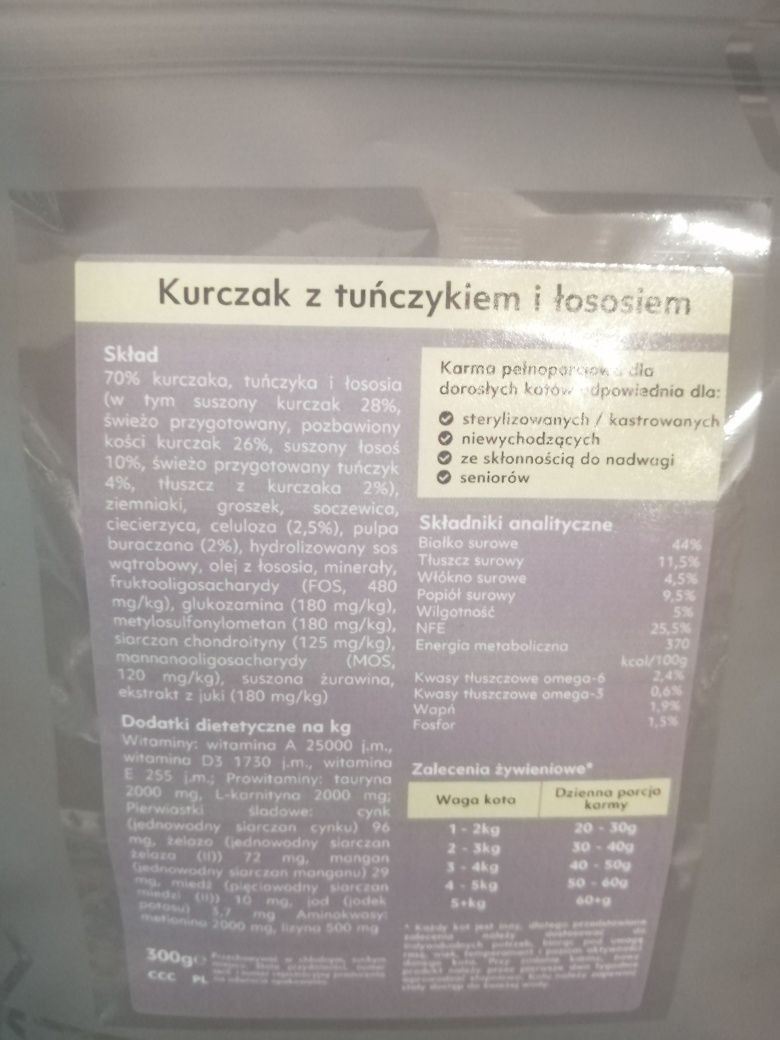 Kurczak z tuńczykiem i łososiem
Skład
70% kurczaka, tuńczyka i łososia
(w tym suszony kurczak 28%,
świeżo przygotowany, pozbawiony
kości kurczak 26%, suszony łosoś
10%, świeżo przygotowany tuńczyk
4%, tłuszcz z kurczaka 2%),
ziemniaki, groszek, soczewica,
ciecierzyca, celuloza (2,5%), pulpa
buraczana (2%), hydrolizowany sos
wątrobowy, olej z łososia, minerały,
fruktooligosacharydy (FOS, 480
mg/kg), glukozamina (180 mg/kg),
metylosulfonylometan (180 mg/kg),
siarczan chondroityny (125 mg/kg),
mannanooligosacharydy (MOS,
120 mg/kg), suszona żurawina,
ekstrakt z juki (180 mg/kg)
Dodatki dietetyczne na kg
Witaminy: witamina A 25000 j.m.,
witamina D3 1730 j.m., witamina
E 255 j.m.; Prowitaminy: tauryna
2000 mg, L-karnityna 2000 mg;
Pierwiastki śladowe: cynk
(jednowodny siarczan cynku) 96
mg, żelazo (jednowodny siarczan
żelaza (II)) 72 mg, mangan
(jednowodny siarczan manganu) 29
mg, miedź (pięciowodny siarczan
miedzi (II)) 10 mg, jod (jodek
potasu) 3,7 mg Aminokwasy:
metionina 2000 mg, lizyna 500 mg
300g
CCC PL
Karma pełnoporcjowa dla
dorosłych kotów odpowiednia dla:
sterylizowanych / kastrowanych
niewychodzących
ze skłonnością do nadwagi
seniorów
Składniki analityczne
Białko surowe 44%
Tłuszcz surowy 11,5%
Włókno surowe 4,5%
Popiół surowy 9,5%
Wilgotność 5%
NFE 25,5%
Energia metaboliczna 370
kcal/100g
Kwasy tłuszczowe omega-6 2,4%
Kwasy tłuszczowe omega-3 0,6%
Wapń 1,9%
Fosfor 1,5%
Zalecenia żywieniowe*
Waga kota Dzienna porcja
karmy
1 - 2kg 20 - 30g
2 - 3kg 30 - 40g
3 - 4kg 40 - 50g
4 - 5kg 50 - 60g
5+kg 60+g
* Każdy kot jest inny, dlatego przedstawione